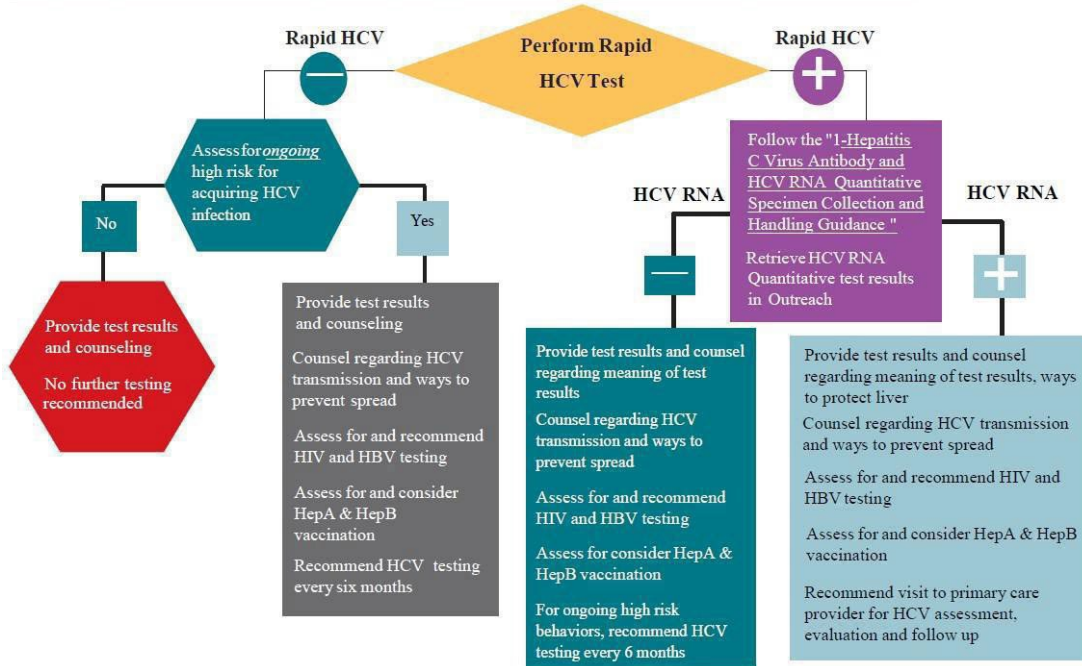 Rapid HCV
Perform Rapid
HCV Test
Rapid HCV
Assess for ongoing
high risk for
acquiring HCV
infection
No
Yes
Provide test results
and counseling
No further testing
recommended
Provide test results
and counseling
Counsel regarding HCV
transmission and ways to
prevent spread
Assess for and recommend
HIV and HBV testing
Assess for and consider
HepA & HepB
vaccination
Recommend HCV testing
every six months
Follow the "1-Hepatitis
C Virus Antibody and
HCV RNA Quantitative
Specimen Collection and
Handling Guidance "
Retrieve HCV RNA
Quantitative test results
in Outreach
HCV RNA
HCV RNA
Provide test results and counsel
regarding meaning of test
results
Counsel regarding HCV
transmission and ways to
prevent spread
Assess for and recommend
HIV and HBV testing
Assess for consider HepA &
HepB vaccination
For ongoing high risk
behaviors, recommend HCV
testing every 6 months
Provide test results and counsel
regarding meaning of test results, ways
to protect liver
Counsel regarding HCV transmission
and ways to prevent spread
Assess for and recommend HIV and
HBV testing
Assess for and consider HepA & HepB
vaccination
Recommend visit to primary care
provider for HCV assessment,
evaluation and follow up